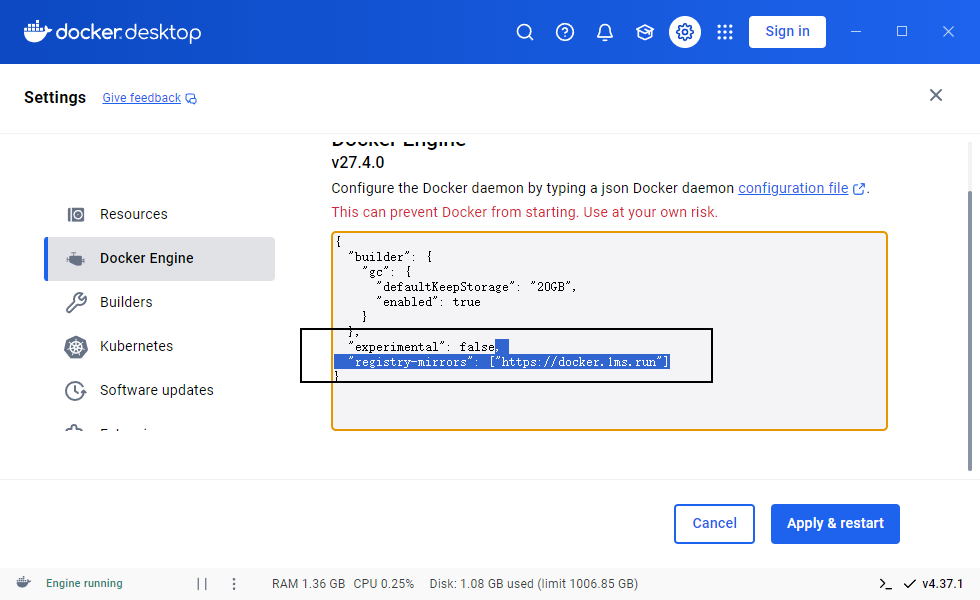 docker.desktop
Sign in
Settings
Give feedback
Docker Engine
v27.4.0
Configure the Docker daemon by typing a json Docker daemon configuration file.
This can prevent Docker from starting. Use at your own risk.
Resources
Docker Engine
Builders
Kubernetes
Software updates
{
"builder": {
"gc": {
"defaultKeepStorage": "20GB",
"enabled": true
}
},
"experimental": false,
"registry-mirrors": ["https://docker.1ms.run"]
}
Cancel
Apply & restart
Engine running
RAM 1.36 GB CPU 0.25% Disk: 1.08 GB used (limit 1006.85 GB)
v4.37.1